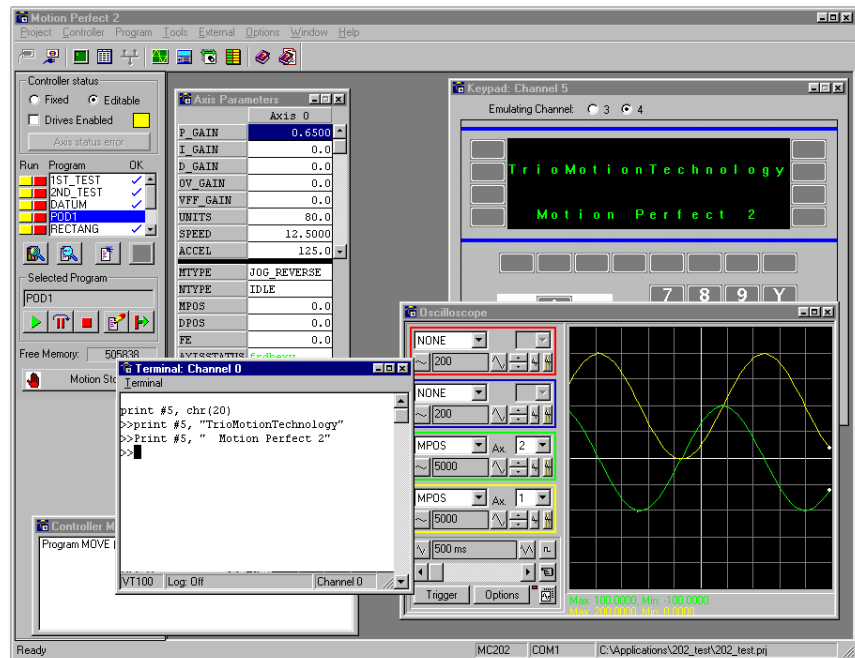 Motion Perfect 2
Project Controller Program Tools External Options Window Help
Controller status
Fixed Editable
Drives Enabled
Axis status error
Run Program OK
1ST_TEST
2ND_TEST
DATUM
POD1
RECTANG
Selected Program
POD1
Free Memory: 505838
Motion Sto
Axis Parameters
Axis 0
P_GAIN 0.6500
I_GAIN 0.0
D_GAIN 0.0
OV_GAIN 0.0
VFF_GAIN 0.0
UNITS 80.0
SPEED 12.5000
ACCEL 125.0
MTYPE JOG_REVERSE
NTYPE IDLE
MPOS 0.0
DPOS 0.0
FE 0.0
AXISSTATUS
Keypad: Channel 5
Emulating Channel: 3 4
TrioMotionTechnology
Motion Perfect 2
7 8 9 Y
Oscilloscope
NONE
200
NONE
200
MPOS Ax. 2
5000
MPOS Ax. 1
5000
500 ms
Trigger Options
Max: 100.0000, Min: -100.0000
Max: 200.0000, Min: 0.0000
Terminal: Channel 0
Terminal
print #5, chr(20)
>>print #5, "TrioMotionTechnology"
>>Print #5, "  Motion Perfect 2"
>>
VT100 Log: Off Channel 0
Controller M
Program MOVE
Ready MC202 COM1 C:\Applications\202_test\202_test.prj